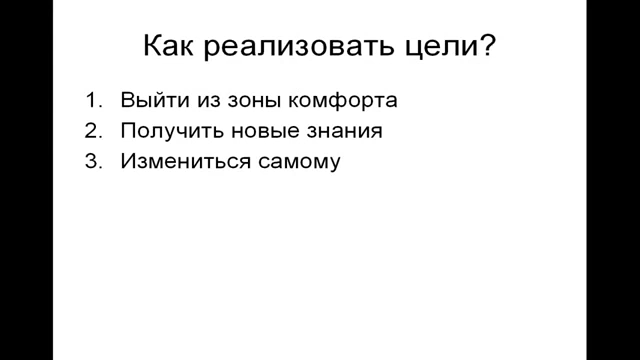 Как реализовать цели?
1. Выйти из зоны комфорта
2. Получить новые знания
3. Измениться самому